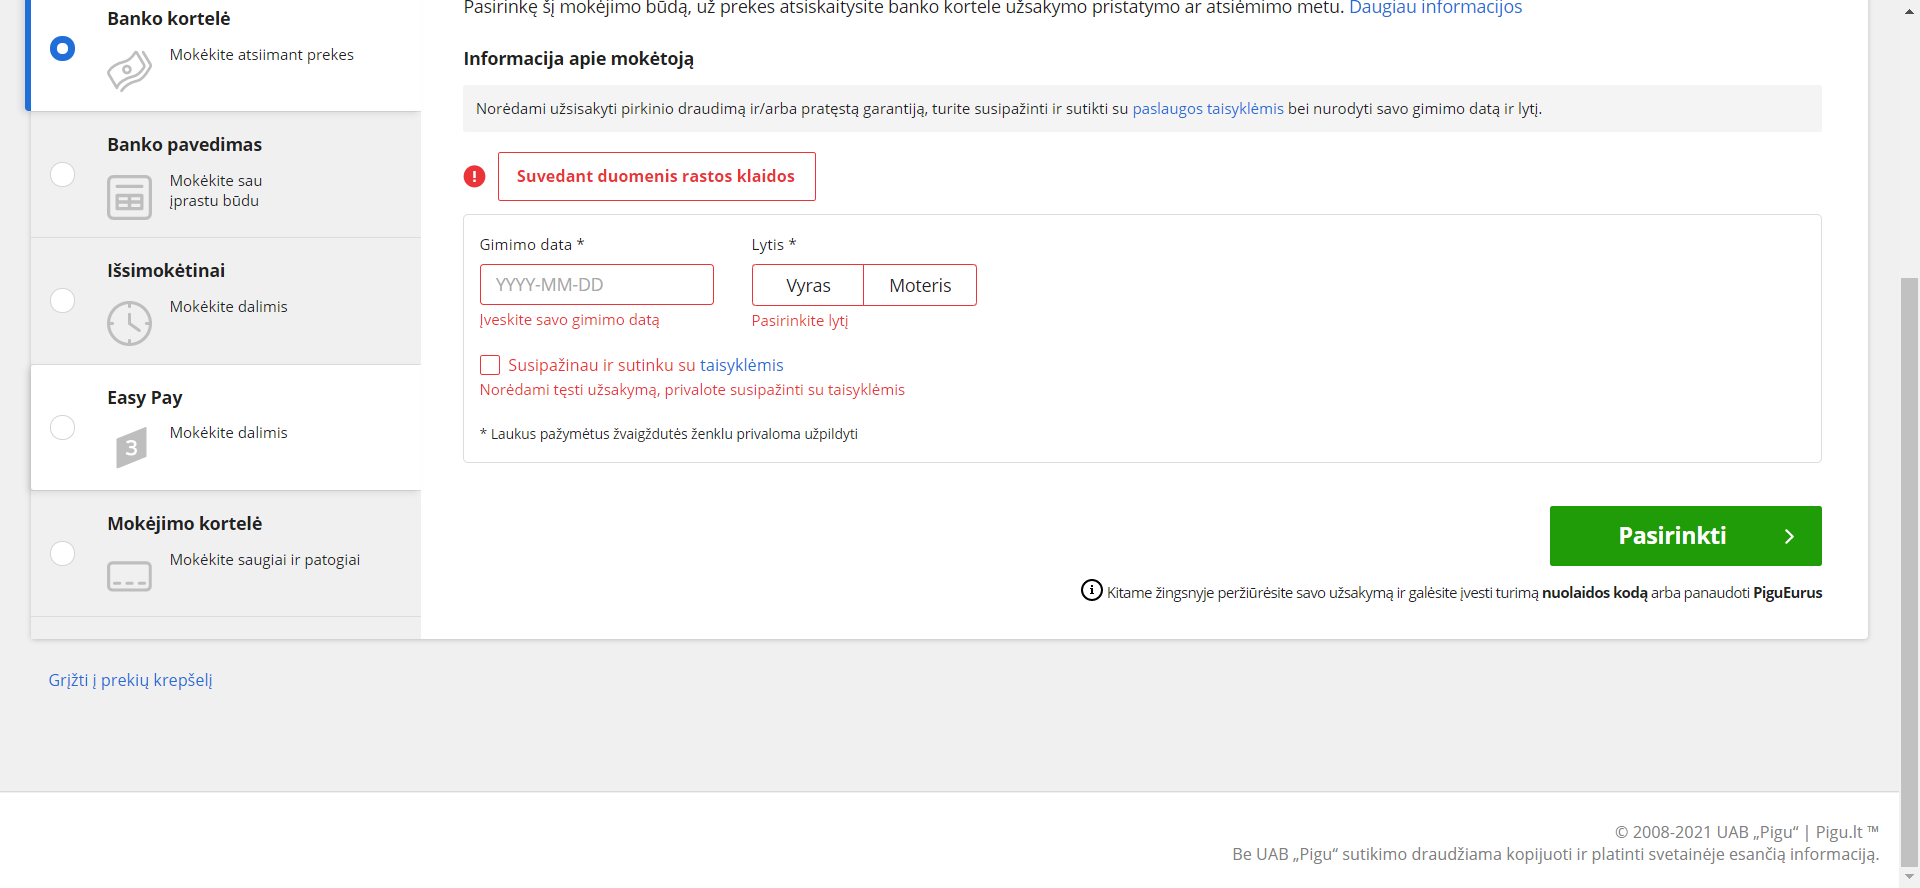 Banko kortelė
Mokėkite atsiimant prekes
Banko pavedimas
Mokėkite sau
įprastu būdu
Išsimokėtinai
Mokėkite dalimis
Easy Pay
3
Mokėkite dalimis
Mokėjimo kortelė
Mokėkite saugiai ir patogiai
Grįžti į prekių krepšelį
Pasirinkę šį mokėjimo būdą, už prekes atsiskaitysite banko kortele užsakymo pristatymo ar atsiėmimo metu. Daugiau informacijos
Informacija apie mokėtoją
Norėdami užsisakyti pirkinio draudimą ir/arba pratęstą garantiją, turite susipažinti ir sutikti su paslaugos taisyklėmis bei nurodyti savo gimimo datą ir lytį.
Suvedant duomenis rastos klaidos
Gimimo data *
YYYY-MM-DD
Įveskite savo gimimo datą
Lytis *
Vyras
Moteris
Pasirinkite lytį
Susipažinau ir sutinku su taisyklėmis
Norėdami tęsti užsakymą, privalote susipažinti su taisyklėmis
* Laukus pažymėtus žvaigždutės ženklu privaloma užpildyti
Pasirinkti
Kitame žingsnyje peržiūrėsite savo užsakymą ir galėsite įvesti turimą nuolaidos kodą arba panaudoti PiguEurus
© 2008-2021 UAB „Pigu“ | Pigu.lt ™
Be UAB „Pigu“ sutikimo draudžiama kopijuoti ir platinti svetainėje esančią informaciją.